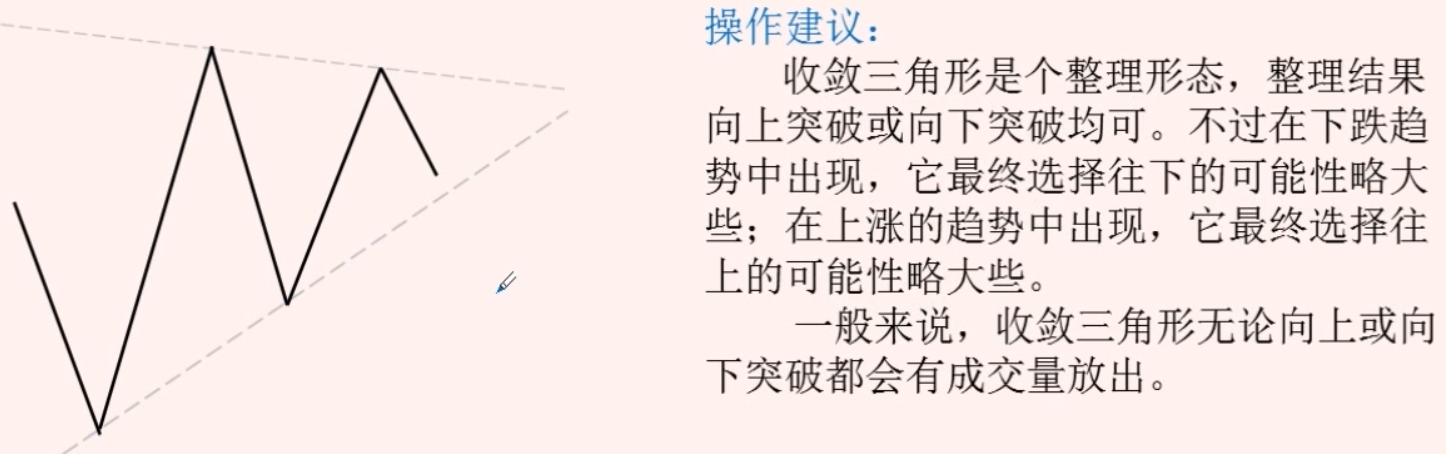 操作建议：
收敛三角形是个整理形态，整理结果
向上突破或向下突破均可。不过在下跌趋
势中出现，它最终选择往下的可能性略大
些；在上涨的趋势中出现，它最终选择往
上的可能性略大些。
一般来说，收敛三角形无论向上或向
下突破都会有成交量放出。